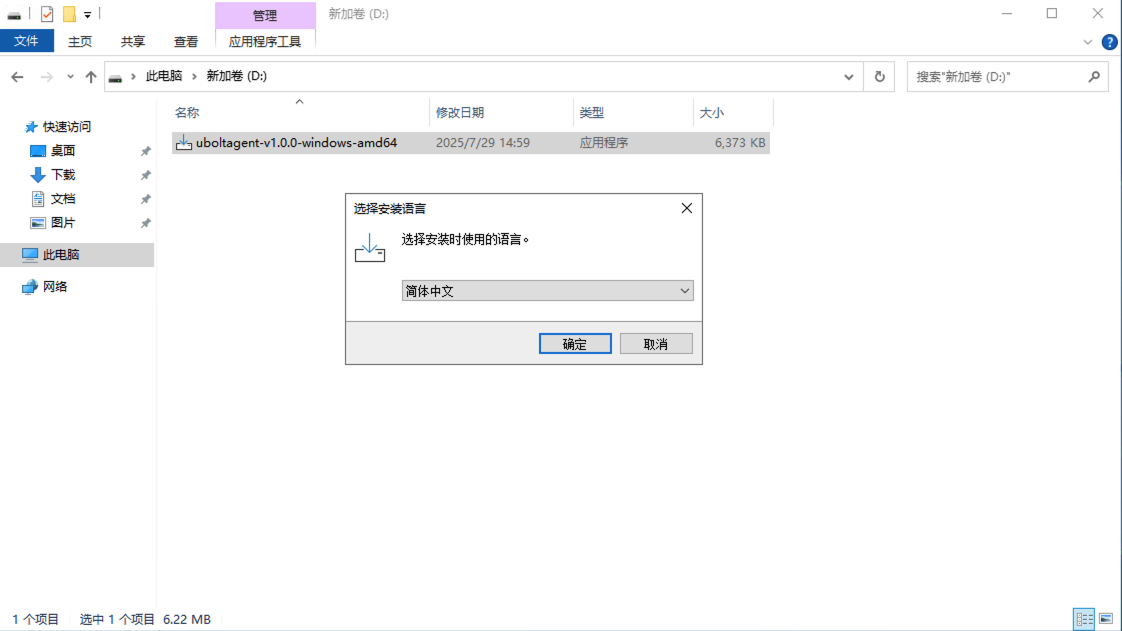 管理
新加卷 (D:)
文件
主页
共享
查看
应用程序工具
?
此电脑
新加卷 (D:)
搜索"新加卷 (D:)"
名称
修改日期
类型
大小
uboltagent-v1.0.0-windows-amd64
2025/7/29 14:59
应用程序
6,373 KB
快速访问
桌面
下载
文档
图片
此电脑
网络
选择安装语言
选择安装时使用的语言。
简体中文
确定
取消
1 个项目
选中 1 个项目 6.22 MB